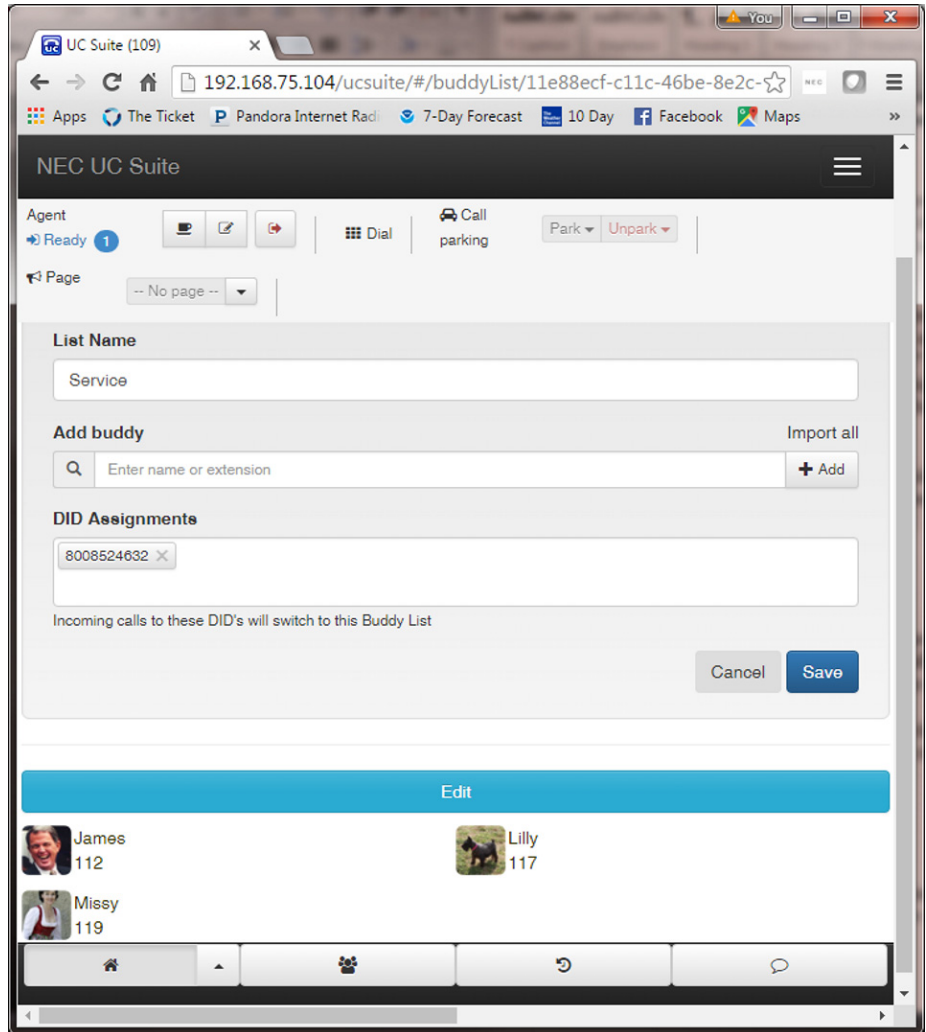 You
UC Suite (109)
192.168.75.104/ucsuite/#/buddyList/11e88ecf-c11c-46be-8e2c-
NEC
Apps The Ticket Pandora Internet Radi 7-Day Forecast 10 Day Facebook Maps »
NEC UC Suite
Agent
Ready 1
Dial
Call parking
Park Unpark
Page
-- No page --
List Name
Service
Add buddy Import all
Enter name or extension + Add
DID Assignments
8008524632 ×
Incoming calls to these DID's will switch to this Buddy List
Cancel Save
Edit
James Lilly
112 117
Missy
119